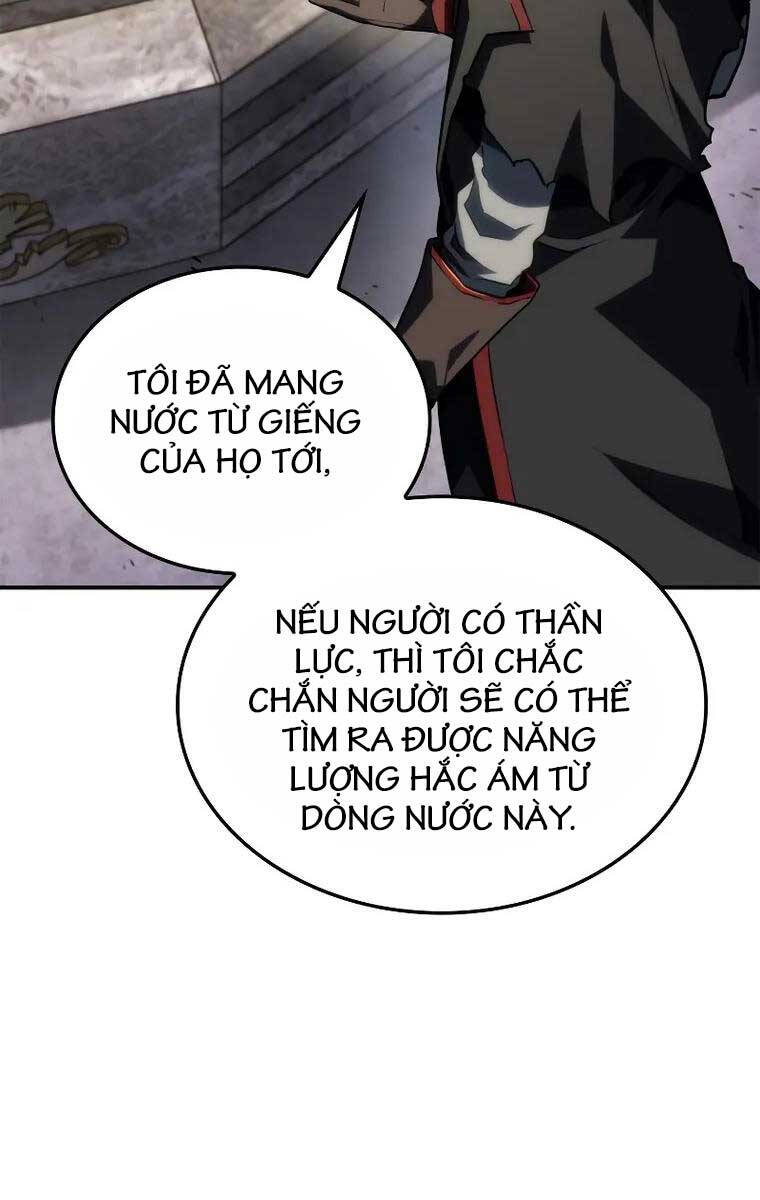 TÔI ĐÃ MANG
NƯỚC TỪ GIẾNG
CỦA HỌ TỚI,
NẾU NGƯỜI CÓ THẦN
LỰC, THÌ TÔI CHẮC
CHẮN NGƯỜI SẼ CÓ THỂ
TÌM RA ĐƯỢC NĂNG
LƯỢNG HẮC ÁM TỪ
DÒNG NƯỚC NÀY.